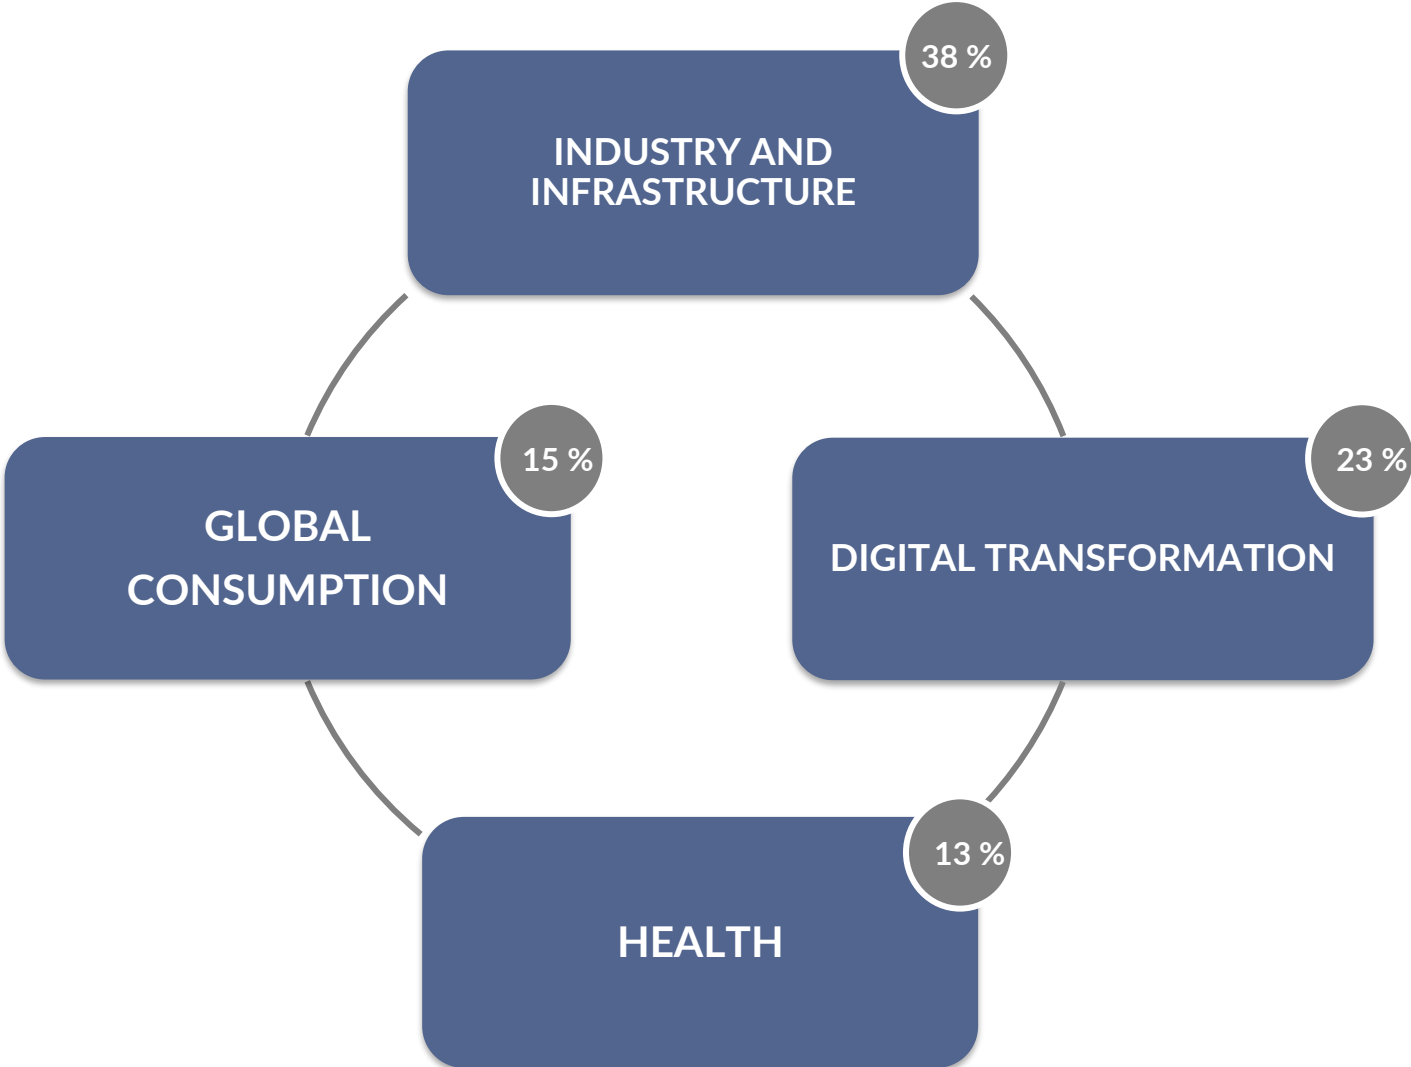 38 %
INDUSTRY AND
INFRASTRUCTURE
15 %
GLOBAL
CONSUMPTION
23 %
DIGITAL TRANSFORMATION
13 %
HEALTH